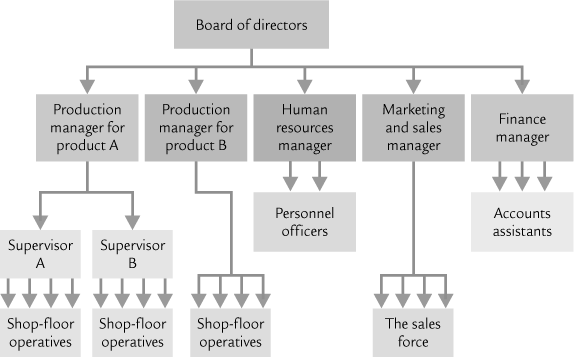 Board of directors
Production
manager for
product A
Production
manager for
product B
Human
resources
manager
Marketing
and sales
manager
Finance
manager
Personnel
officers
Accounts
assistants
Supervisor
A
Supervisor
B
Shop-floor
operatives
Shop-floor
operatives
Shop-floor
operatives
The sales
force